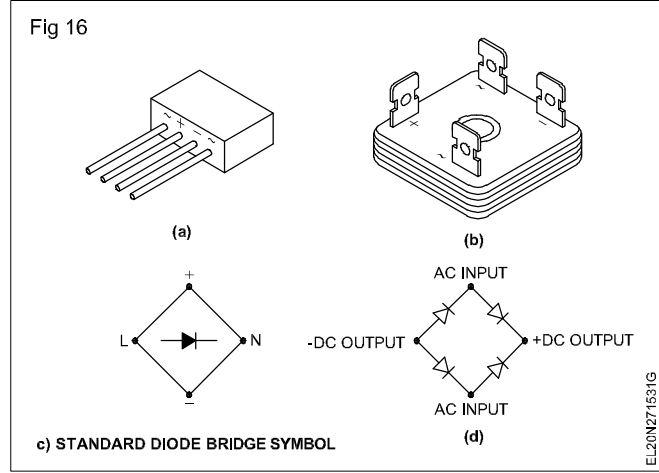 Fig 16
~ + − ~
~
+ −
~
(a)
(b)
+
L N
−
AC INPUT
-DC OUTPUT +DC OUTPUT
AC INPUT
c) STANDARD DIODE BRIDGE SYMBOL
(d)
EL20N271531G